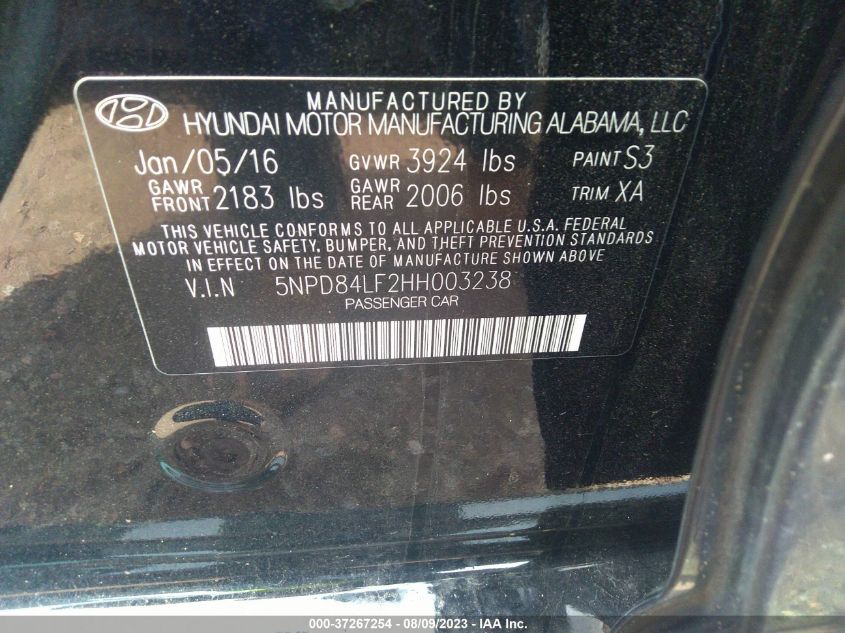 MANUFACTURED BY
HYUNDAI MOTOR MANUFACTURING ALABAMA, LLC
Jan/05/16 GVWR 3924 lbs PAINT S3
GAWR FRONT 2183 lbs GAWR REAR 2006 lbs TRIM XA
THIS VEHICLE CONFORMS TO ALL APPLICABLE U.S.A. FEDERAL
MOTOR VEHICLE SAFETY, BUMPER, AND THEFT PREVENTION STANDARDS
IN EFFECT ON THE DATE OF MANUFACTURE SHOWN ABOVE
V.I.N 5NPD84LF2HH003238
PASSENGER CAR
000-37267254 - 08/09/2023 - IAA Inc.